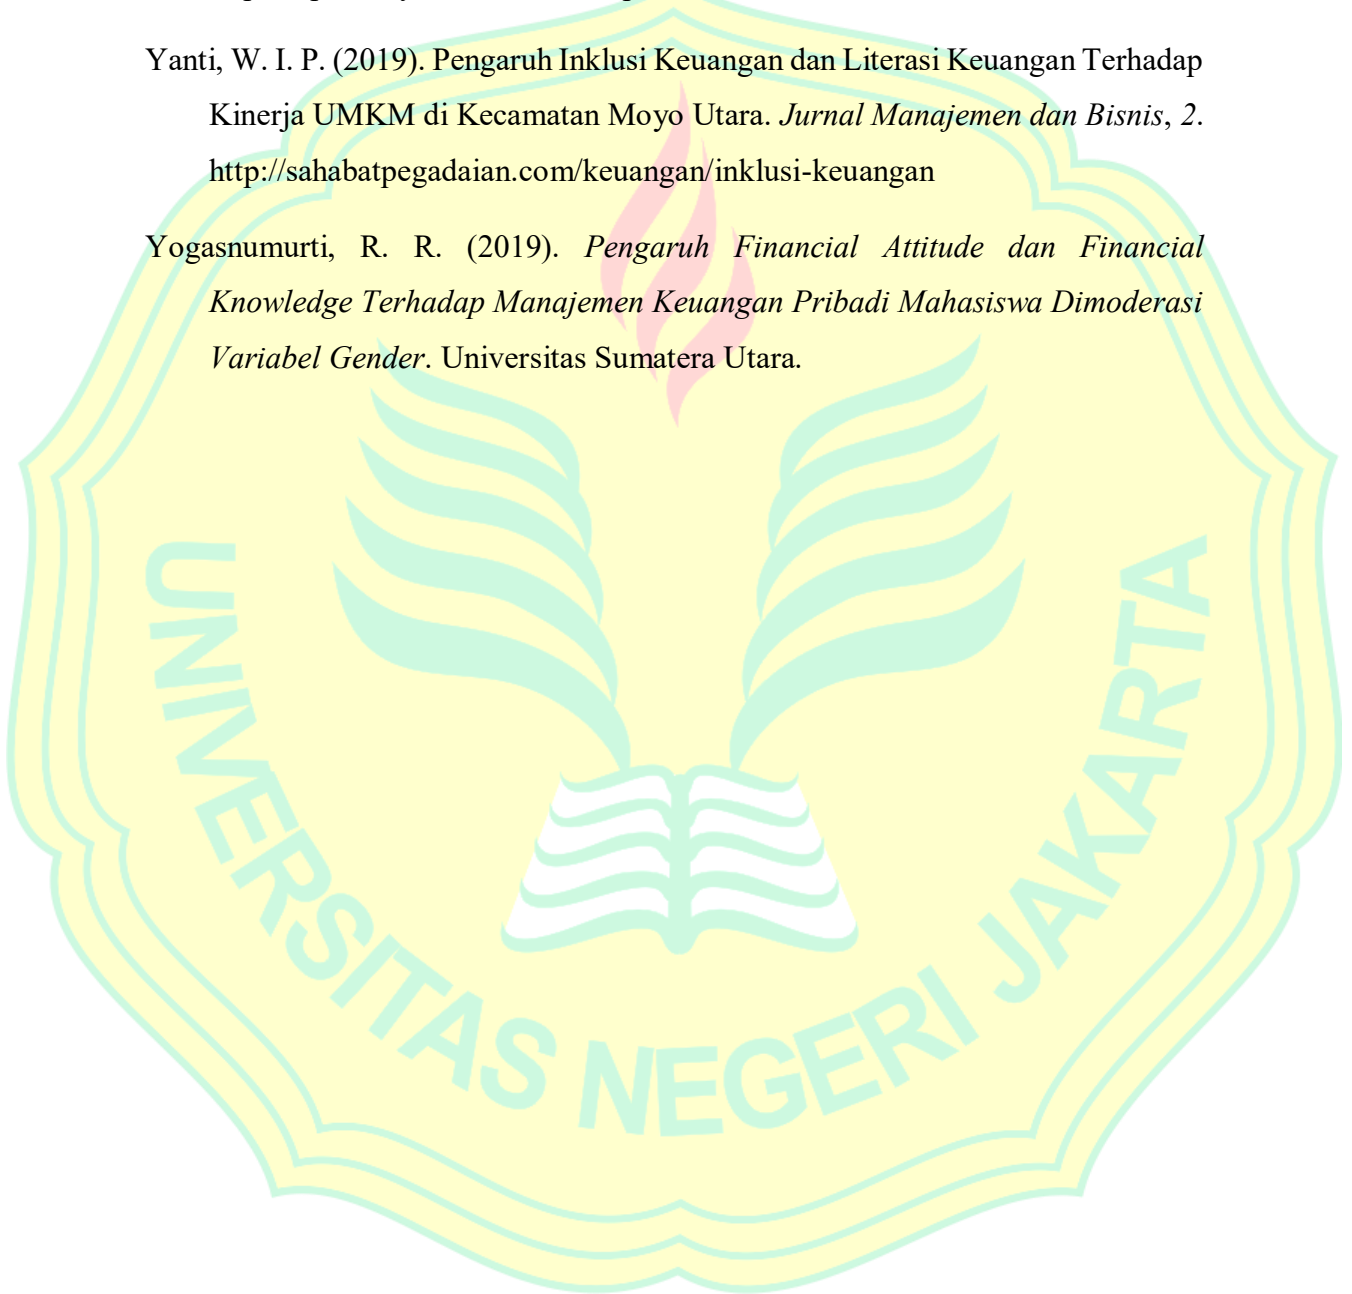 Yanti, W. I. P. (2019). Pengaruh Inklusi Keuangan dan Literasi Keuangan Terhadap
Kinerja UMKM di Kecamatan Moyo Utara. Jurnal Manajemen dan Bisnis, 2.
http://sahabatpegadaian.com/keuangan/inklusi-keuangan
Yogasnumurti, R. R. (2019). Pengaruh Financial Attitude dan Financial
Knowledge Terhadap Manajemen Keuangan Pribadi Mahasiswa Dimoderasi
Variabel Gender. Universitas Sumatera Utara.
UNIVERSITAS NEGERI JAKARTA